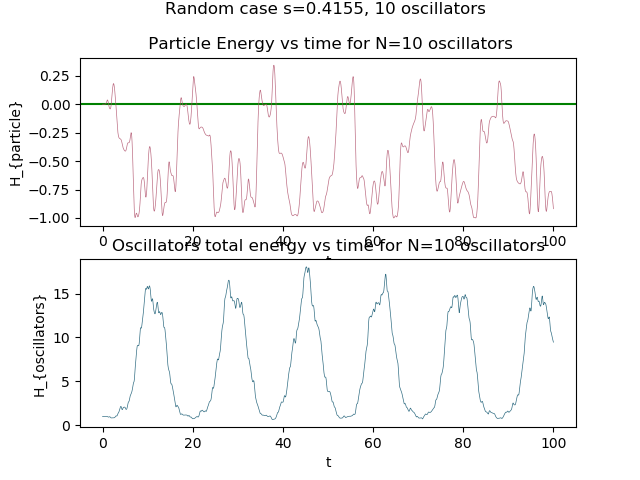 Random case s=0.4155, 10 oscillators
Particle Energy vs time for N=10 oscillators
H_{particle}
0.25
0.00
−0.25
−0.50
−0.75
−1.00
0 20 40 60 80 100
t
Oscillators total energy vs time for N=10 oscillators
H_{oscillators}
15
10
5
0
0 20 40 60 80 100
t